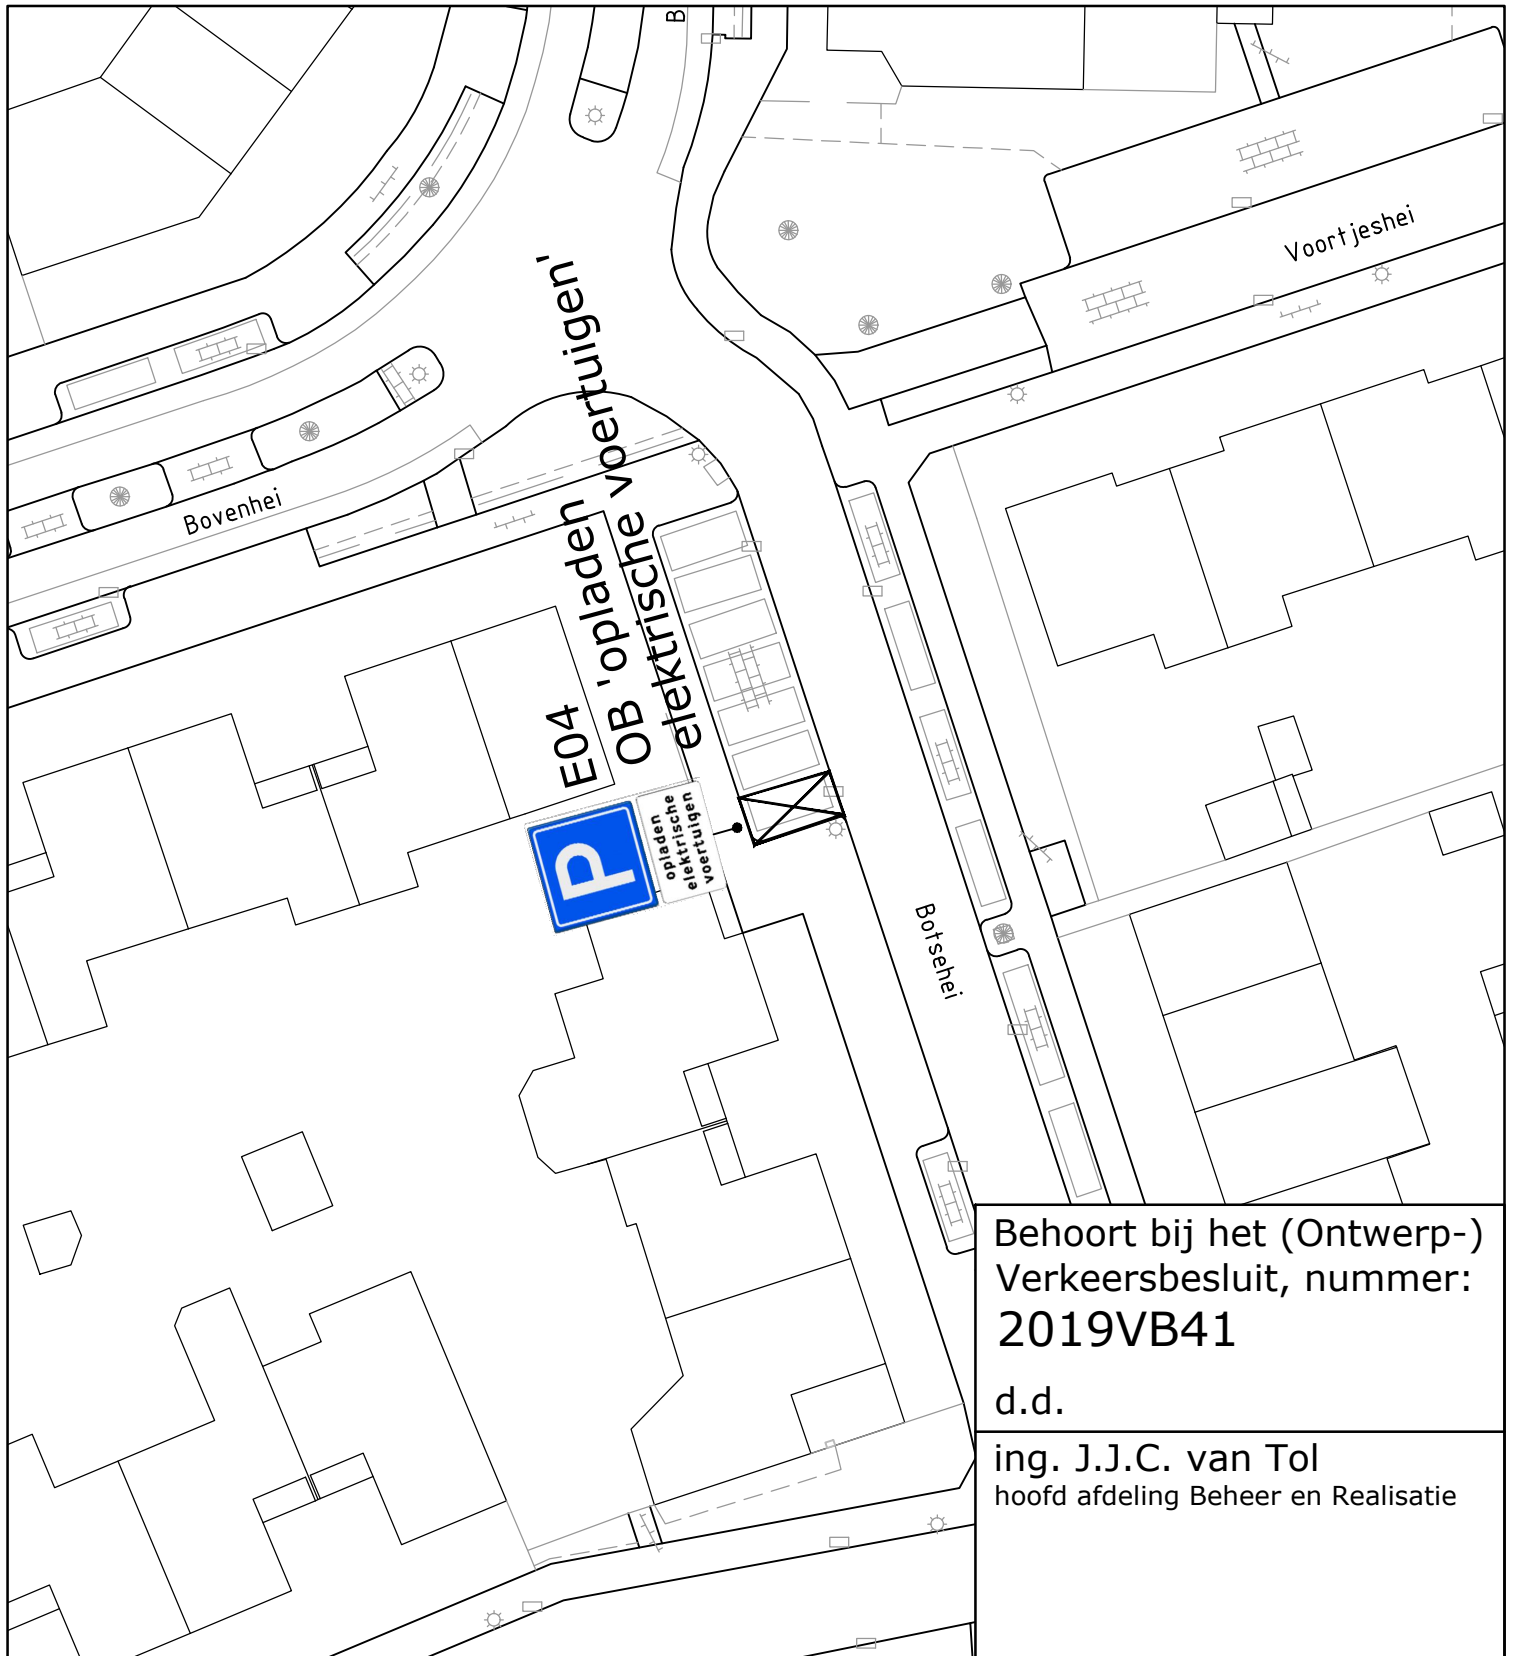 B
Voortjeshei
Bovenhei
E04
OB 'opladen
elektrische voertuigen'
P
opladen
elektrische
voertuigen
Botsehei
Behoort bij het (Ontwerp-)
Verkeersbesluit, nummer:
2019VB41
d.d.
ing. J.J.C. van Tol
hoofd afdeling Beheer en Realisatie